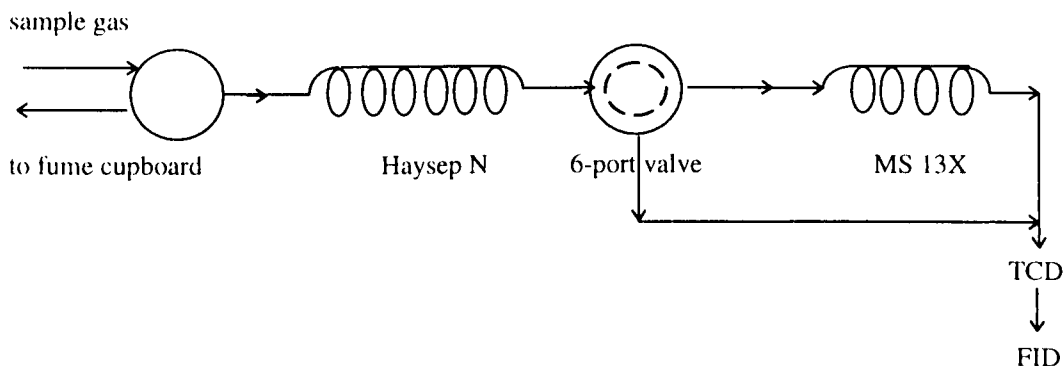 sample gas
to fume cupboard
Haysep N
6-port valve
MS 13X
TCD
FID